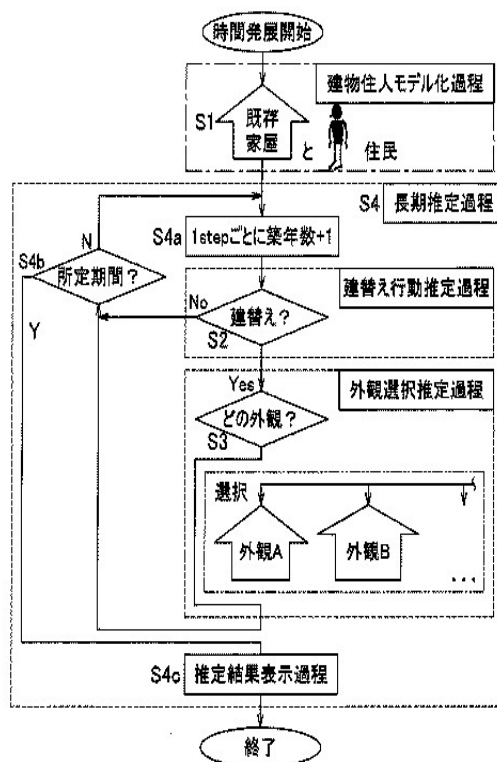 時間発展開始
建物住人モデル化過程
S1
既存
家屋
と
住民
S4
長期推定過程
N
S4a
1stepごとに築年数+1
S4b
所定期間?
Y
建替え行動推定過程
No
建替え?
S2
Yes
外観選択推定過程
どの外観?
S3
選択
外観A
外観B
...
S4c
推定結果表示過程
終了